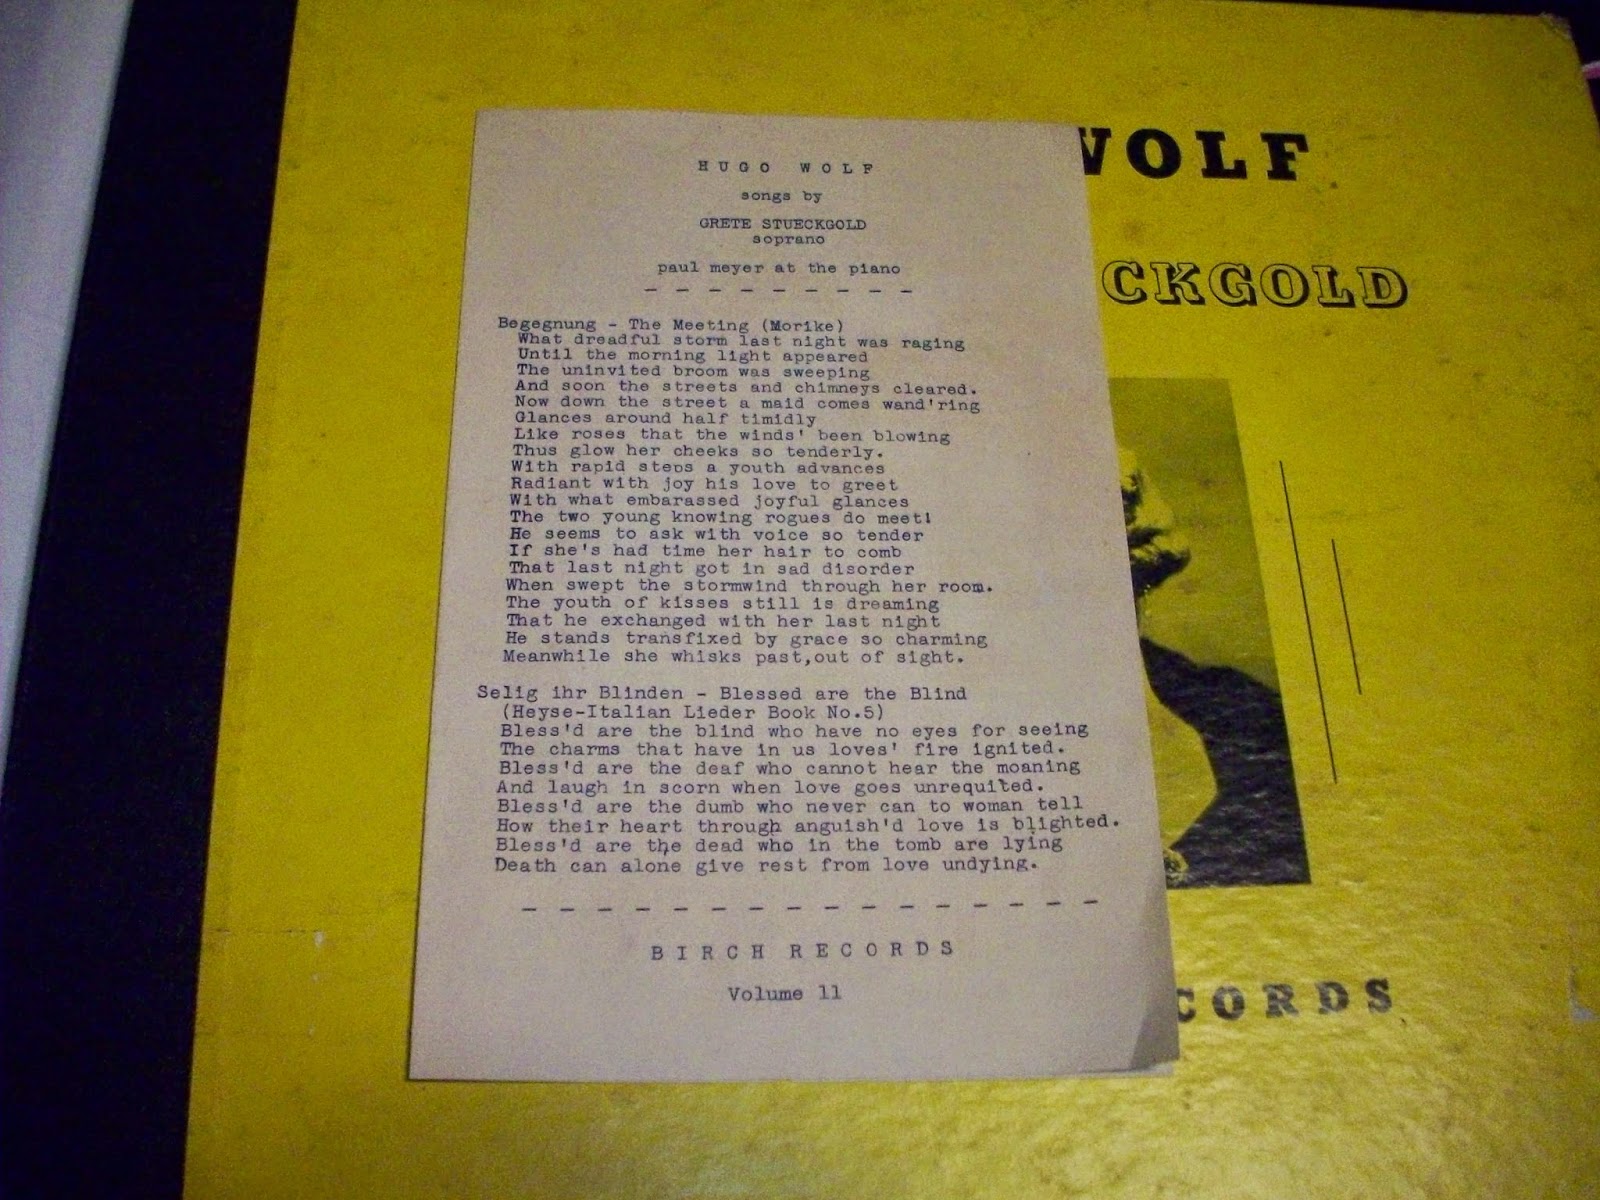 HUGO WOLF
songs by
GRETE STUECKGOLD
soprano
paul meyer at the piano
- - - - - - - - -
Begegnung - The Meeting (Morike)
What dreadful storm last night was raging
Until the morning light appeared
The uninvited broom was sweeping
And soon the streets and chimneys cleared.
Now down the street a maid comes wand'ring
Glances around half timidly
Like roses that the winds' been blowing
Thus glow her cheeks so tenderly.
With rapid steps a youth advances
Radiant with joy his love to greet
With what embarassed joyful glances
The two young knowing rogues do meet!
He seems to ask with voice so tender
If she's had time her hair to comb
That last night got in sad disorder
When swept the stormwind through her room.
The youth of kisses still is dreaming
That he exchanged with her last night
He stands transfixed by grace so charming
Meanwhile she whisks past,out of sight.
Selig ihr Blinden - Blessed are the Blind
(Heyse-Italian Lieder Book No.5)
Bless'd are the blind who have no eyes for seeing
The charms that have in us loves' fire ignited.
Bless'd are the deaf who cannot hear the moaning
And laugh in scorn when love goes unrequited.
Bless'd are the dumb who never can to woman tell
How their heart through anguish'd love is blighted.
Bless'd are the dead who in the tomb are lying
Death can alone give rest from love undying.
- - - - - - - - - - - - - - - -
BIRCH RECORDS
Volume 11
WOLF
CKGOLD
CORDS